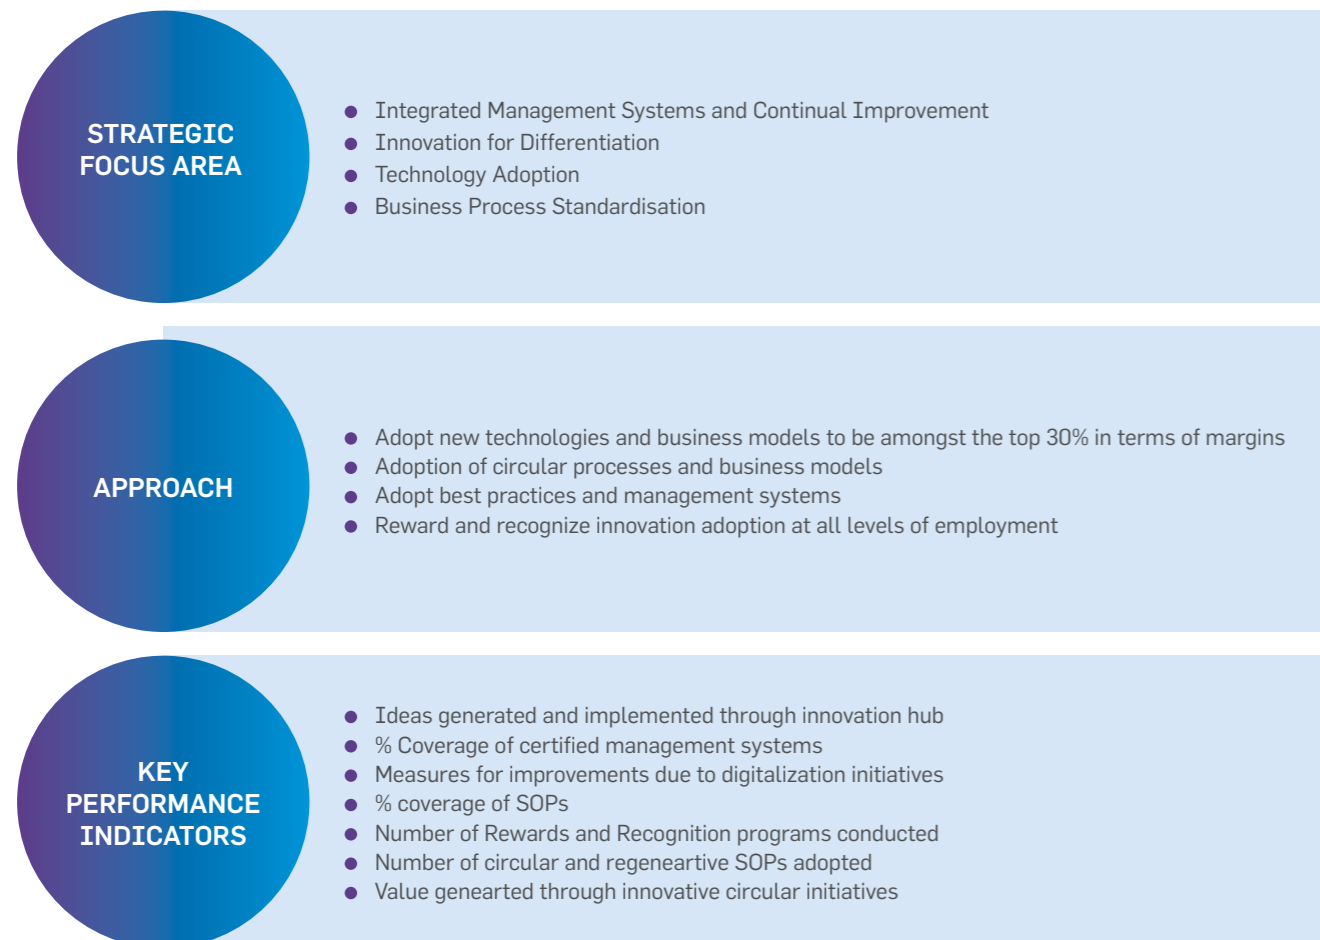 STRATEGIC
FOCUS AREA
Integrated Management Systems and Continual Improvement
Innovation for Differentiation
Technology Adoption
Business Process Standardisation
APPROACH
Adopt new technologies and business models to be amongst the top 30% in terms of margins
Adoption of circular processes and business models
Adopt best practices and management systems
Reward and recognize innovation adoption at all levels of employment
KEY
PERFORMANCE
INDICATORS
Ideas generated and implemented through innovation hub
% Coverage of certified management systems
Measures for improvements due to digitalization initiatives
% coverage of SOPs
Number of Rewards and Recognition programs conducted
Number of circular and regeneartive SOPs adopted
Value genearted through innovative circular initiatives